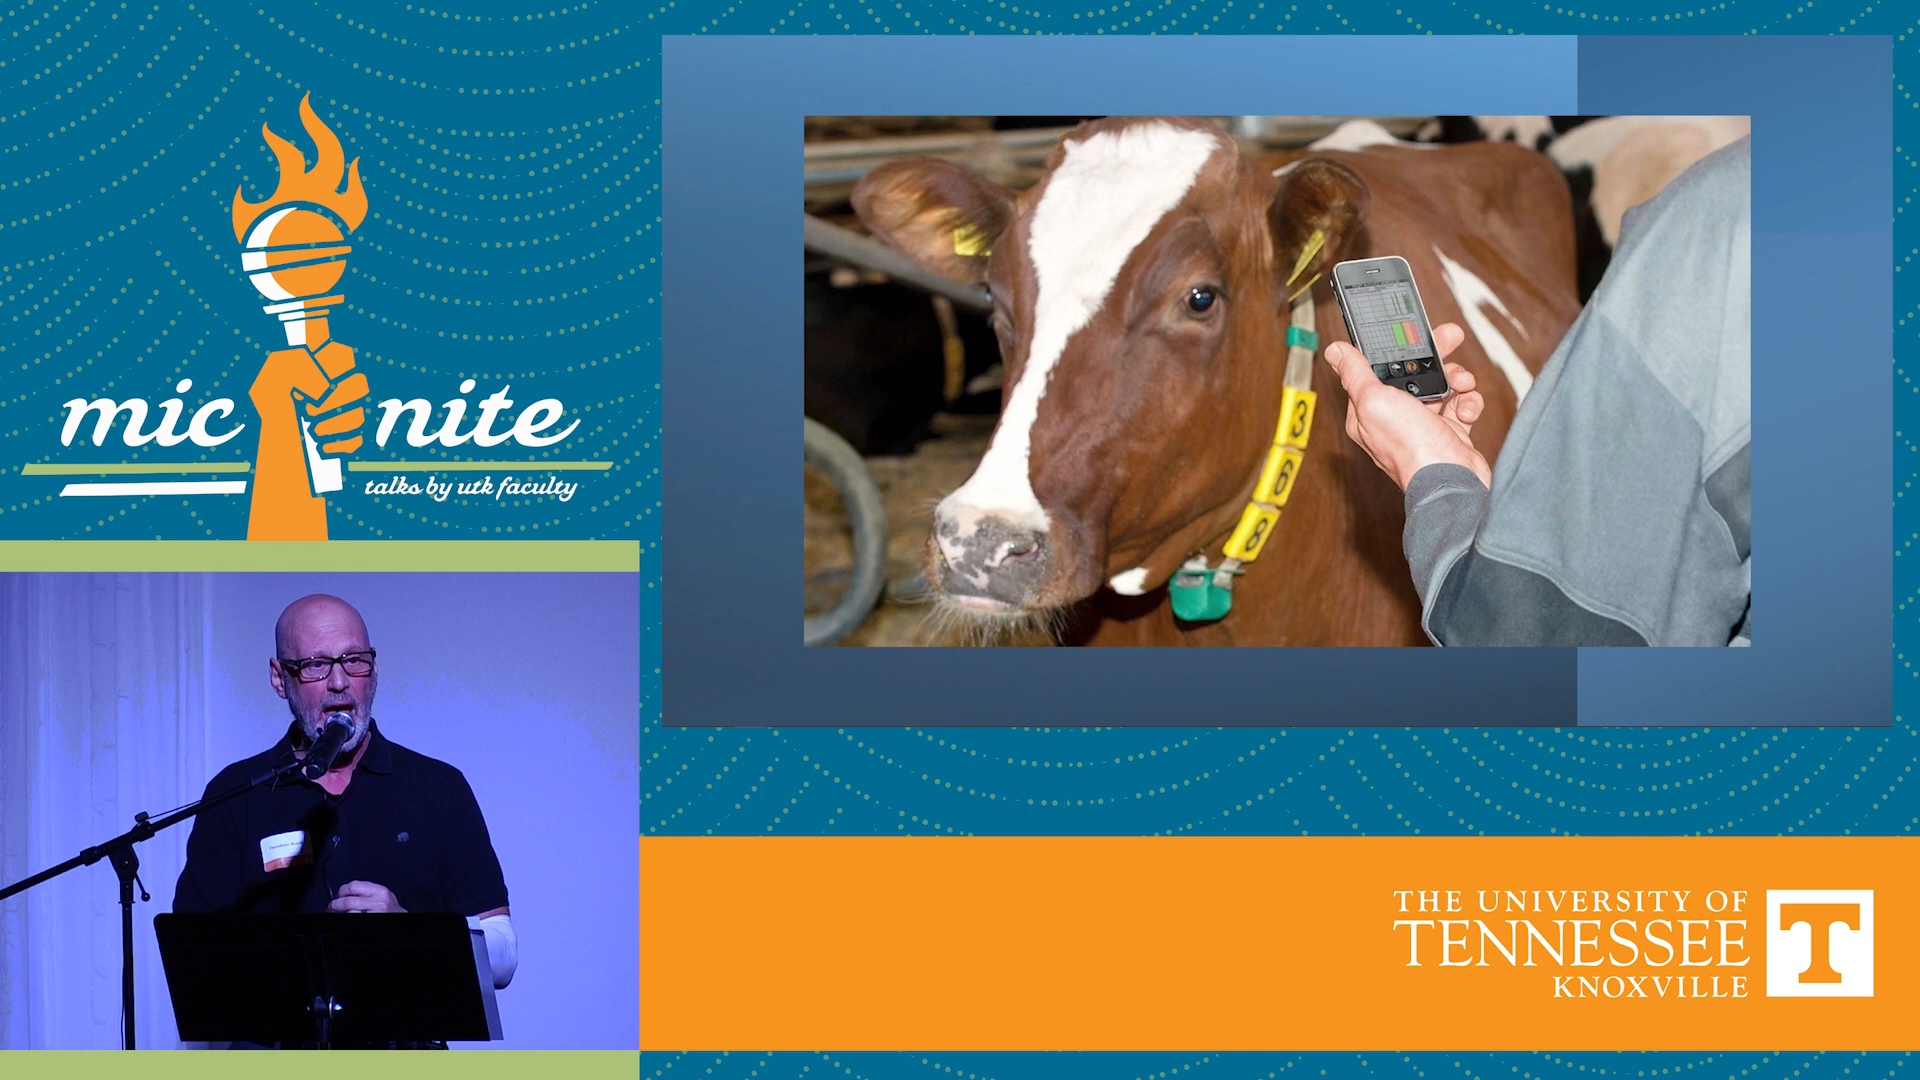 mic nite
talks by utk faculty
3
6
8
THE UNIVERSITY OF
TENNESSEE
KNOXVILLE
T